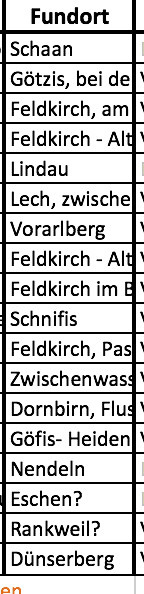 Fundort
Schaan
Götzis, bei de
Feldkirch, am
Feldkirch - Alt
Lindau
Lech, zwische
Vorarlberg
Feldkirch - Alt
Feldkirch im B
Schnifis
Feldkirch, Pas
Zwischenwass
Dornbirn, Flus
Göfis- Heiden
Nendeln
Eschen?
Rankweil?
Dünserberg
en